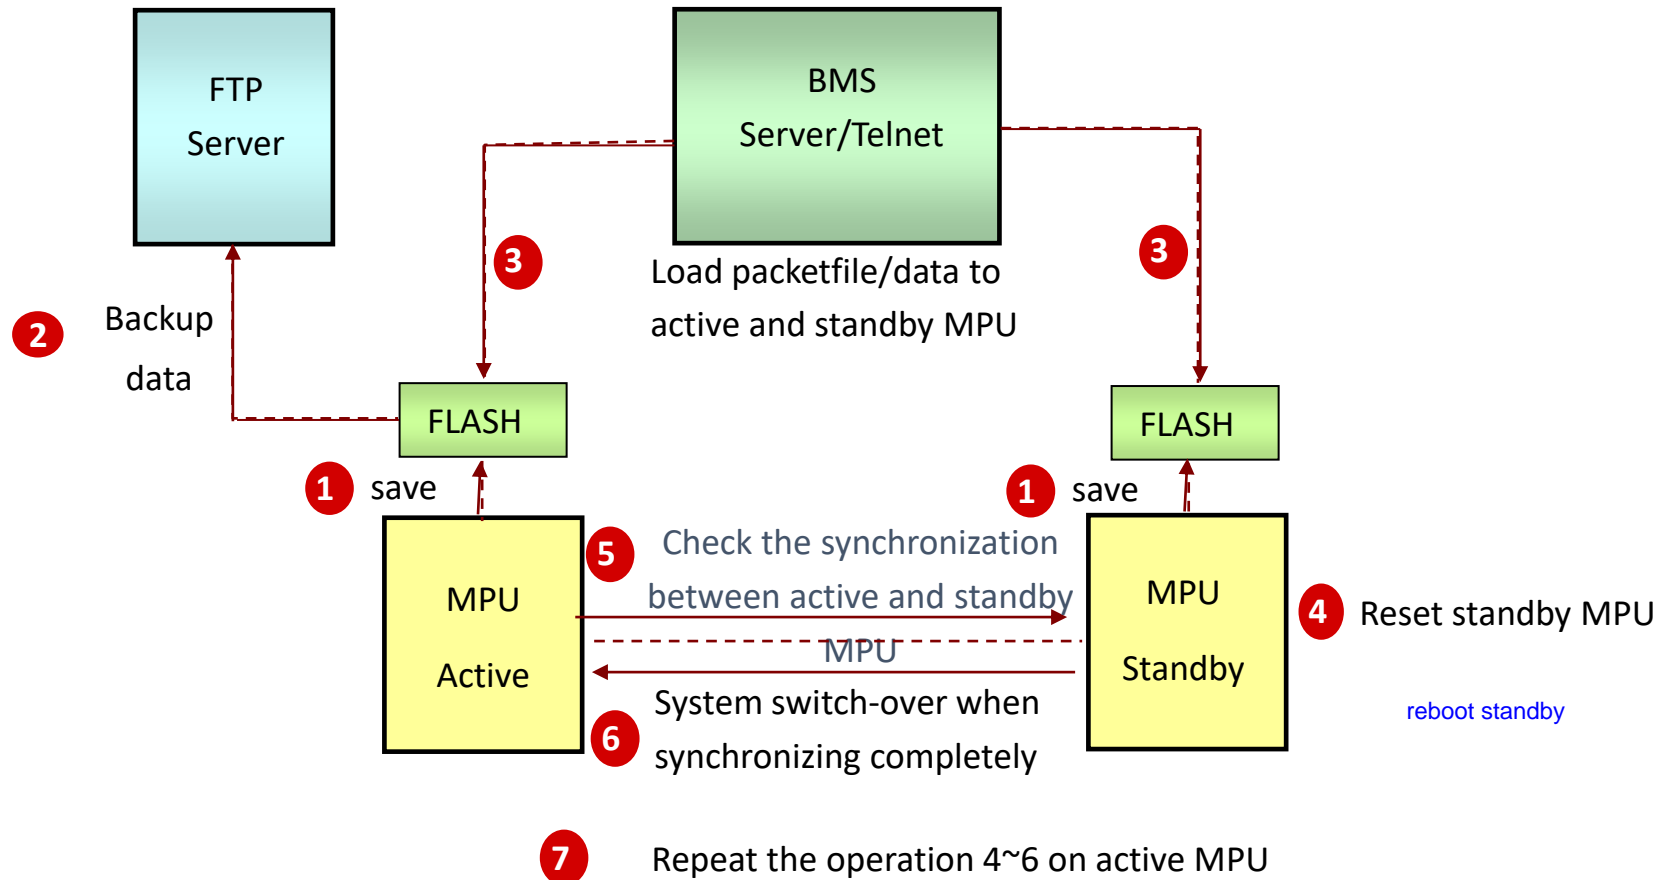 FTP
Server
BMS
Server/Telnet
3
3
Load packetfile/data to
active and standby MPU
2
Backup
data
FLASH
FLASH
1
save
1
save
5
Check the synchronization
between active and standby
MPU
MPU
Active
MPU
Standby
4
Reset standby MPU
reboot standby
6
System switch-over when
synchronizing completely
7
Repeat the operation 4~6 on active MPU